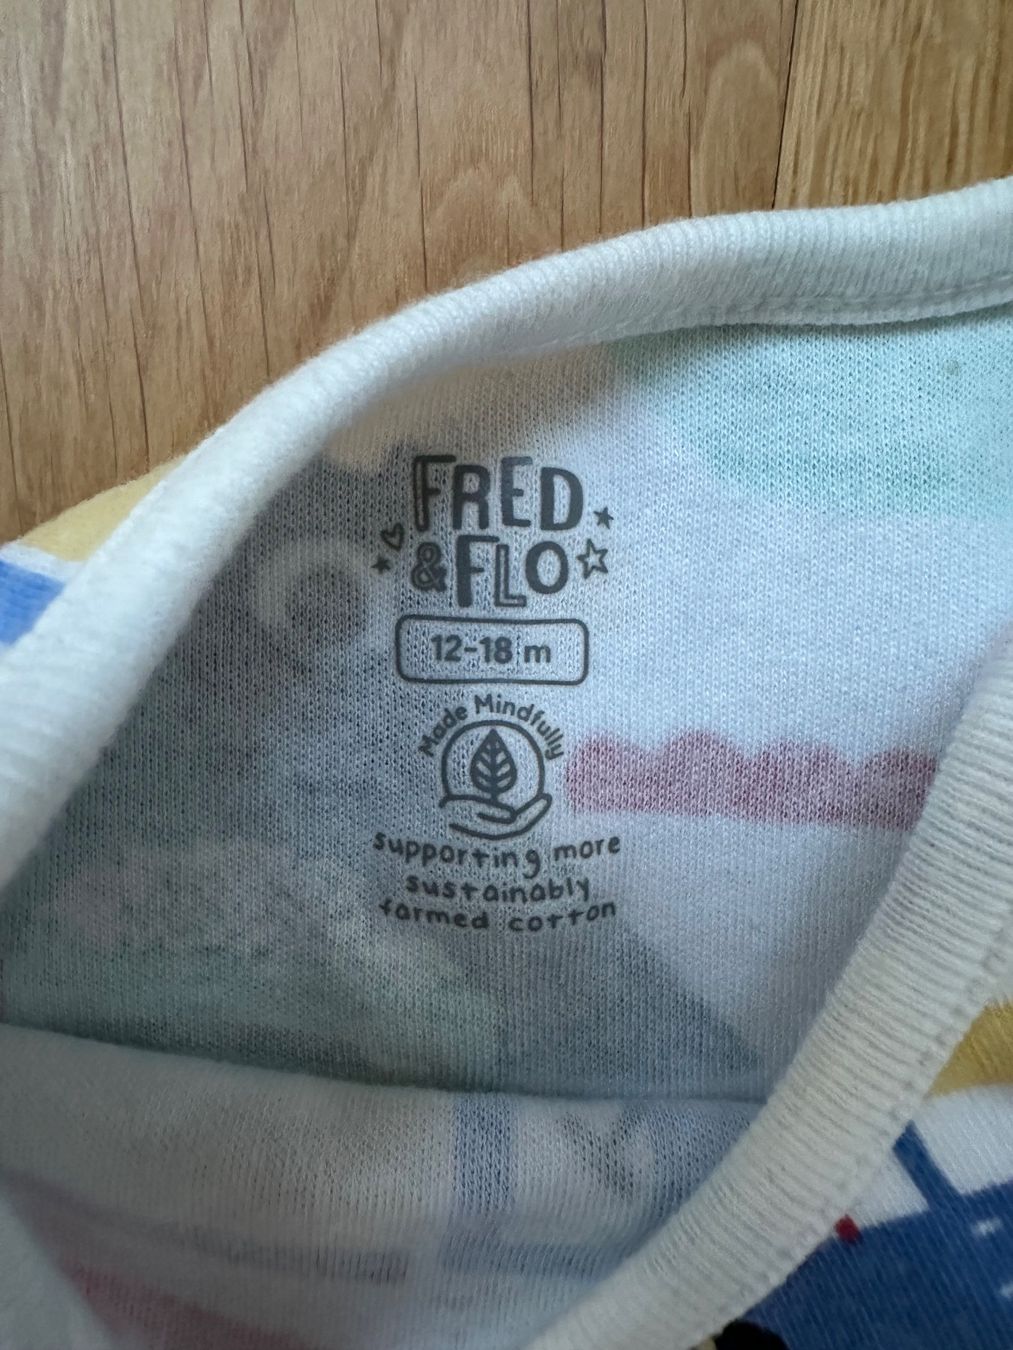 FRED
& FLO
12-18 m
Made Mindfully
supporting more
sustainably
farmed cotton